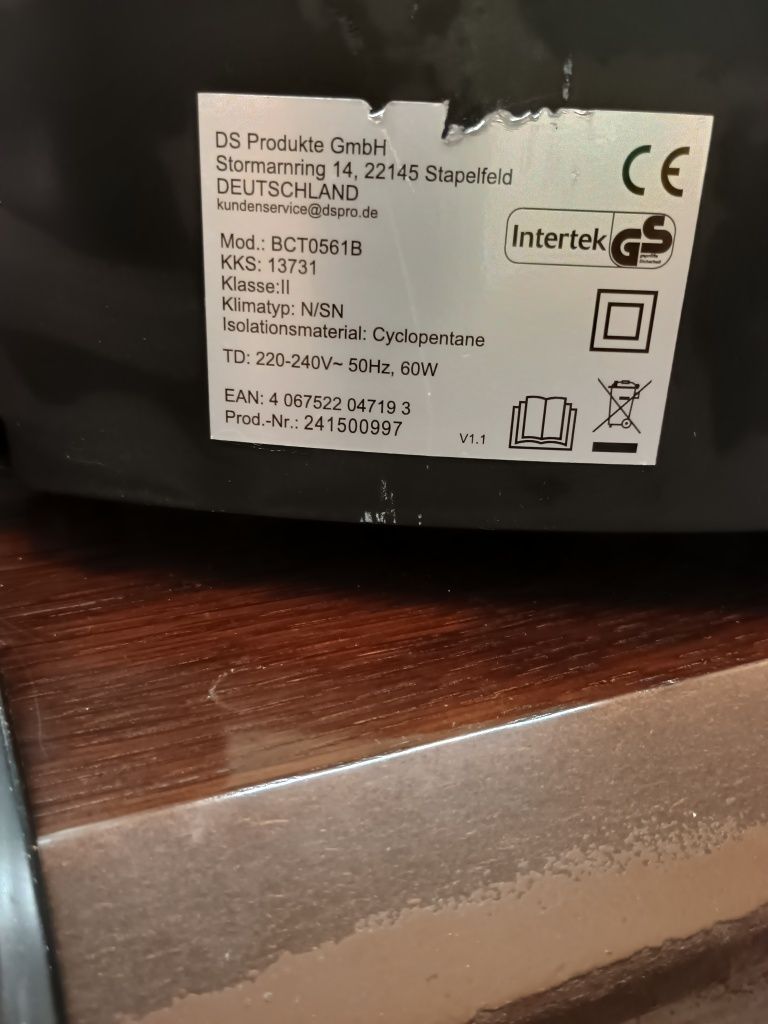 DS Produkte GmbH
Stormarnring 14, 22145 Stapelfeld
DEUTSCHLAND
kundenservice@dspro.de
CE
Intertek GS
geprüfte
Sicherheit
Mod.: BCT0561B
KKS: 13731
Klasse:II
Klimatyp: N/SN
Isolationsmaterial: Cyclopentane
TD: 220-240V~ 50Hz, 60W
EAN: 4 067522 04719 3
Prod.-Nr.: 241500997
V1.1